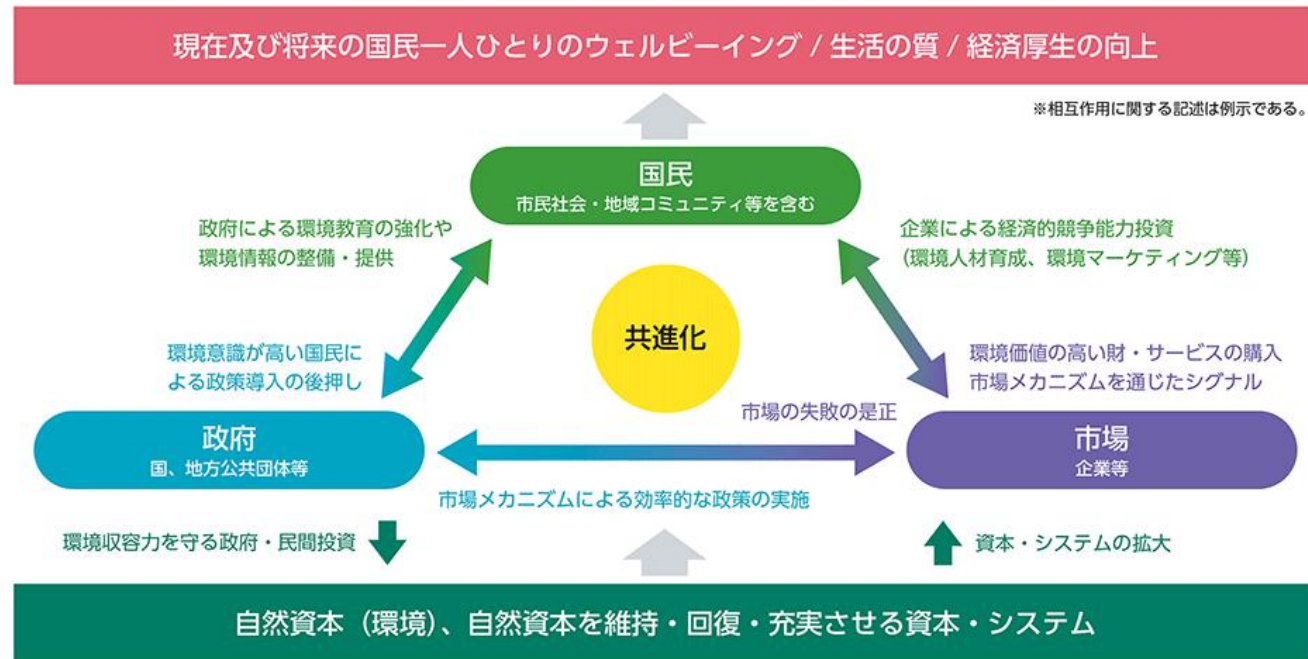 現在及び将来の国民一人ひとりのウェルビーイング / 生活の質 / 経済厚生の向上
※相互作用に関する記述は例示である。
国民
市民社会・地域コミュニティ等を含む
政府による環境教育の強化や
環境情報の整備・提供
企業による経済的競争能力投資
(環境人材育成、環境マーケティング等)
共進化
環境意識が高い国民に
よる政策導入の後押し
環境価値の高い財・サービスの購入
市場メカニズムを通じたシグナル
市場の失敗の是正
政府
国、地方公共団体等
市場
企業等
市場メカニズムによる効率的な政策の実施
環境収容力を守る政府・民間投資
資本・システムの拡大
自然資本（環境）、自然資本を維持・回復・充実させる資本・システム